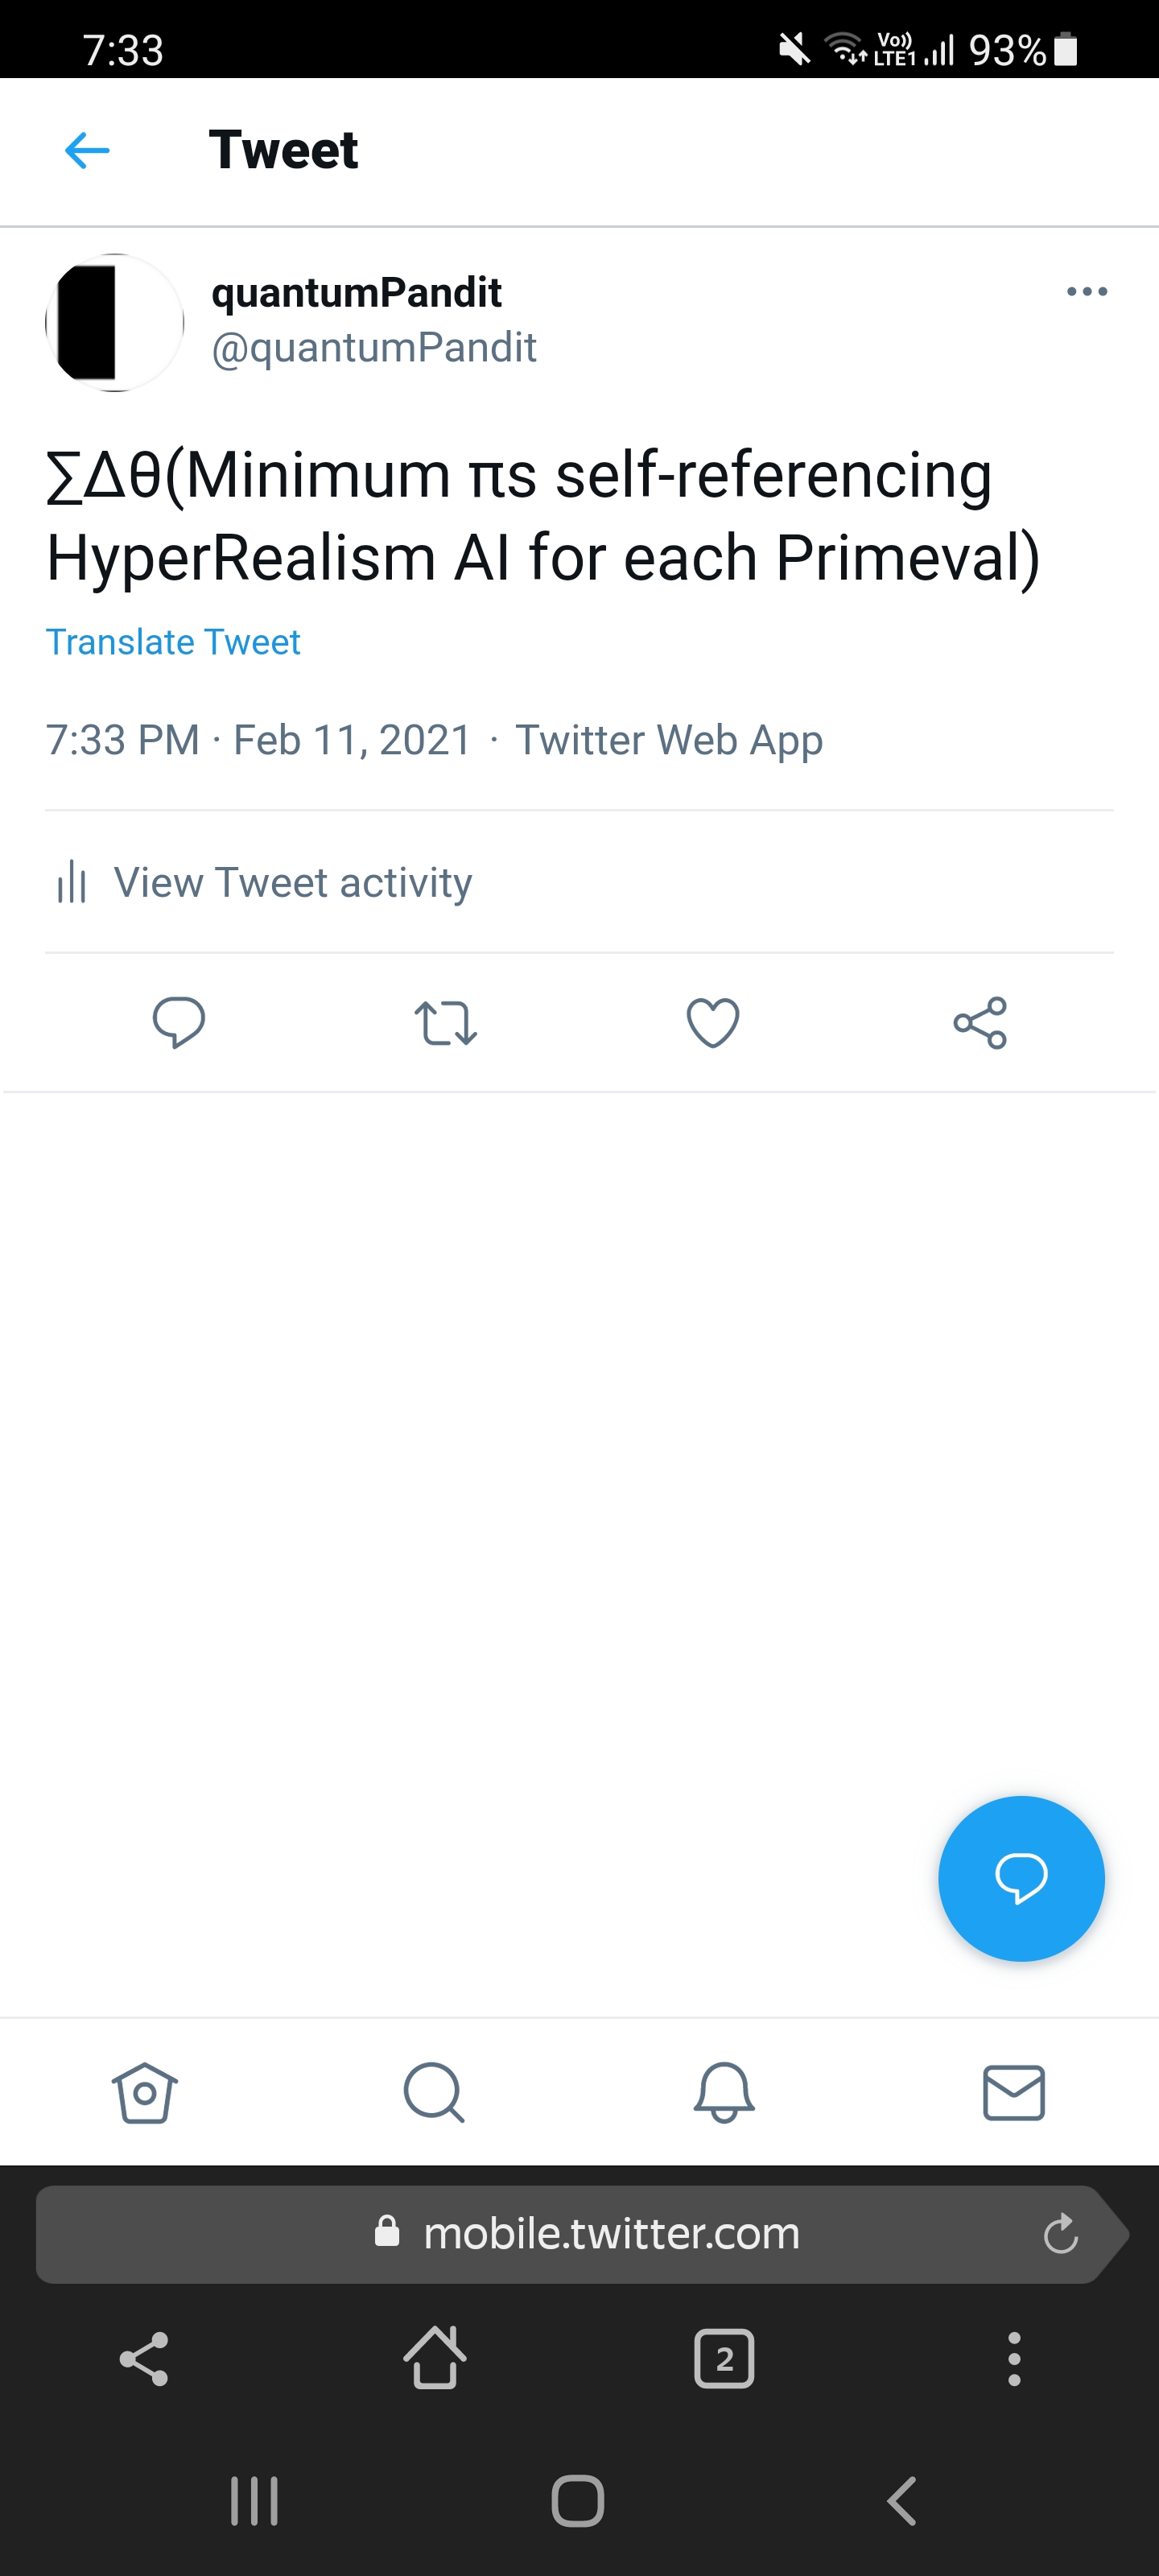 7:33 Vo)) LTE1 93%
Tweet
quantumPandit
@quantumPandit
∑Δθ(Minimum πs self-referencing
HyperRealism AI for each Primeval)
Translate Tweet
7:33 PM · Feb 11, 2021 · Twitter Web App
View Tweet activity
mobile.twitter.com
2